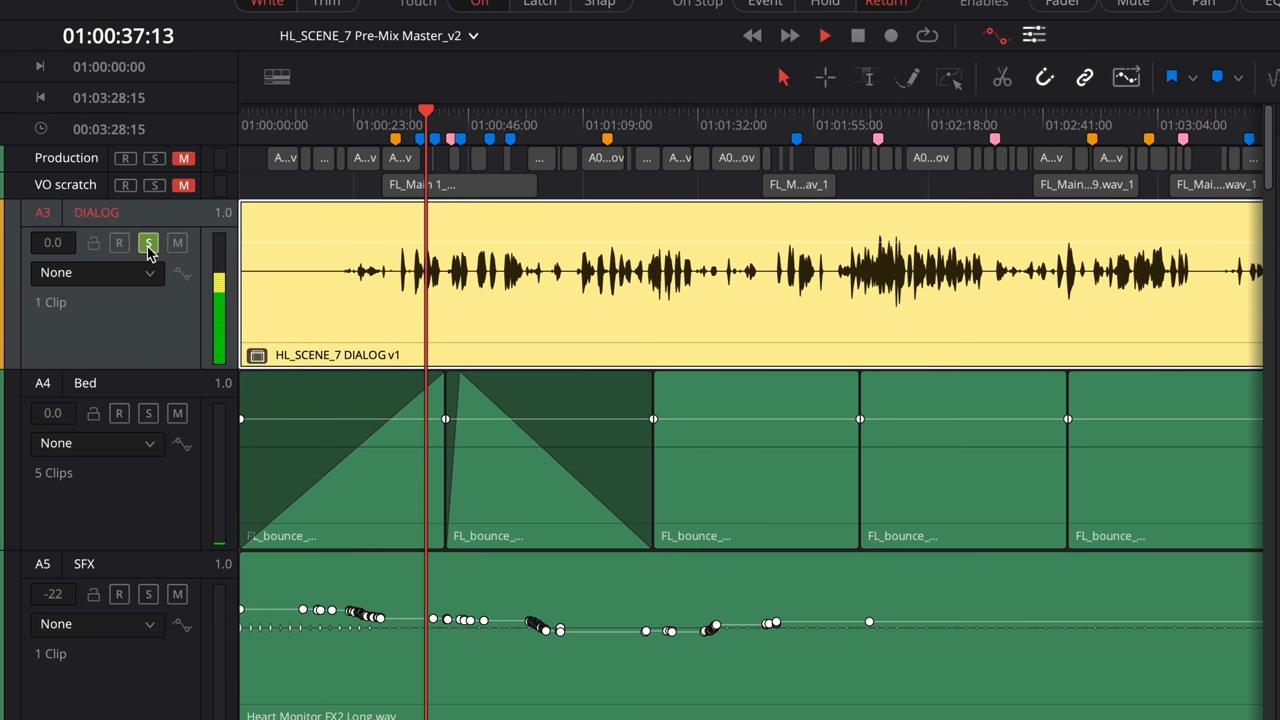 Write Trim Touch Off Latch Snap On Stop Event Hold Return Enables Fader Mute Pan
01:00:37:13 HL_SCENE_7 Pre-Mix Master_v2
01:00:00:00
01:03:28:15
00:03:28:15
01:00:00:00 01:00:23:00 01:00:46:00 01:01:09:00 01:01:32:00 01:01:55:00 01:02:18:00 01:02:41:00 01:03:04:00
Production R S M A...v ... A...v A...v ... A0...ov ... A...v A0...ov A0...ov A...v A...v ...
VO scratch R S M FL_Main 1_... FL_M...av_1 FL_Main...9.wav_1 FL_Mai....wav_1
A3 DIALOG 1.0
0.0 R S M
None
1 Clip
HL_SCENE_7 DIALOG v1
A4 Bed 1.0
0.0 R S M
None
5 Clips
FL_bounce_... FL_bounce_... FL_bounce_... FL_bounce_... FL_bounce_...
A5 SFX 1.0
-22 R S M
None
1 Clip
Heart Monitor FX2 Long.wav